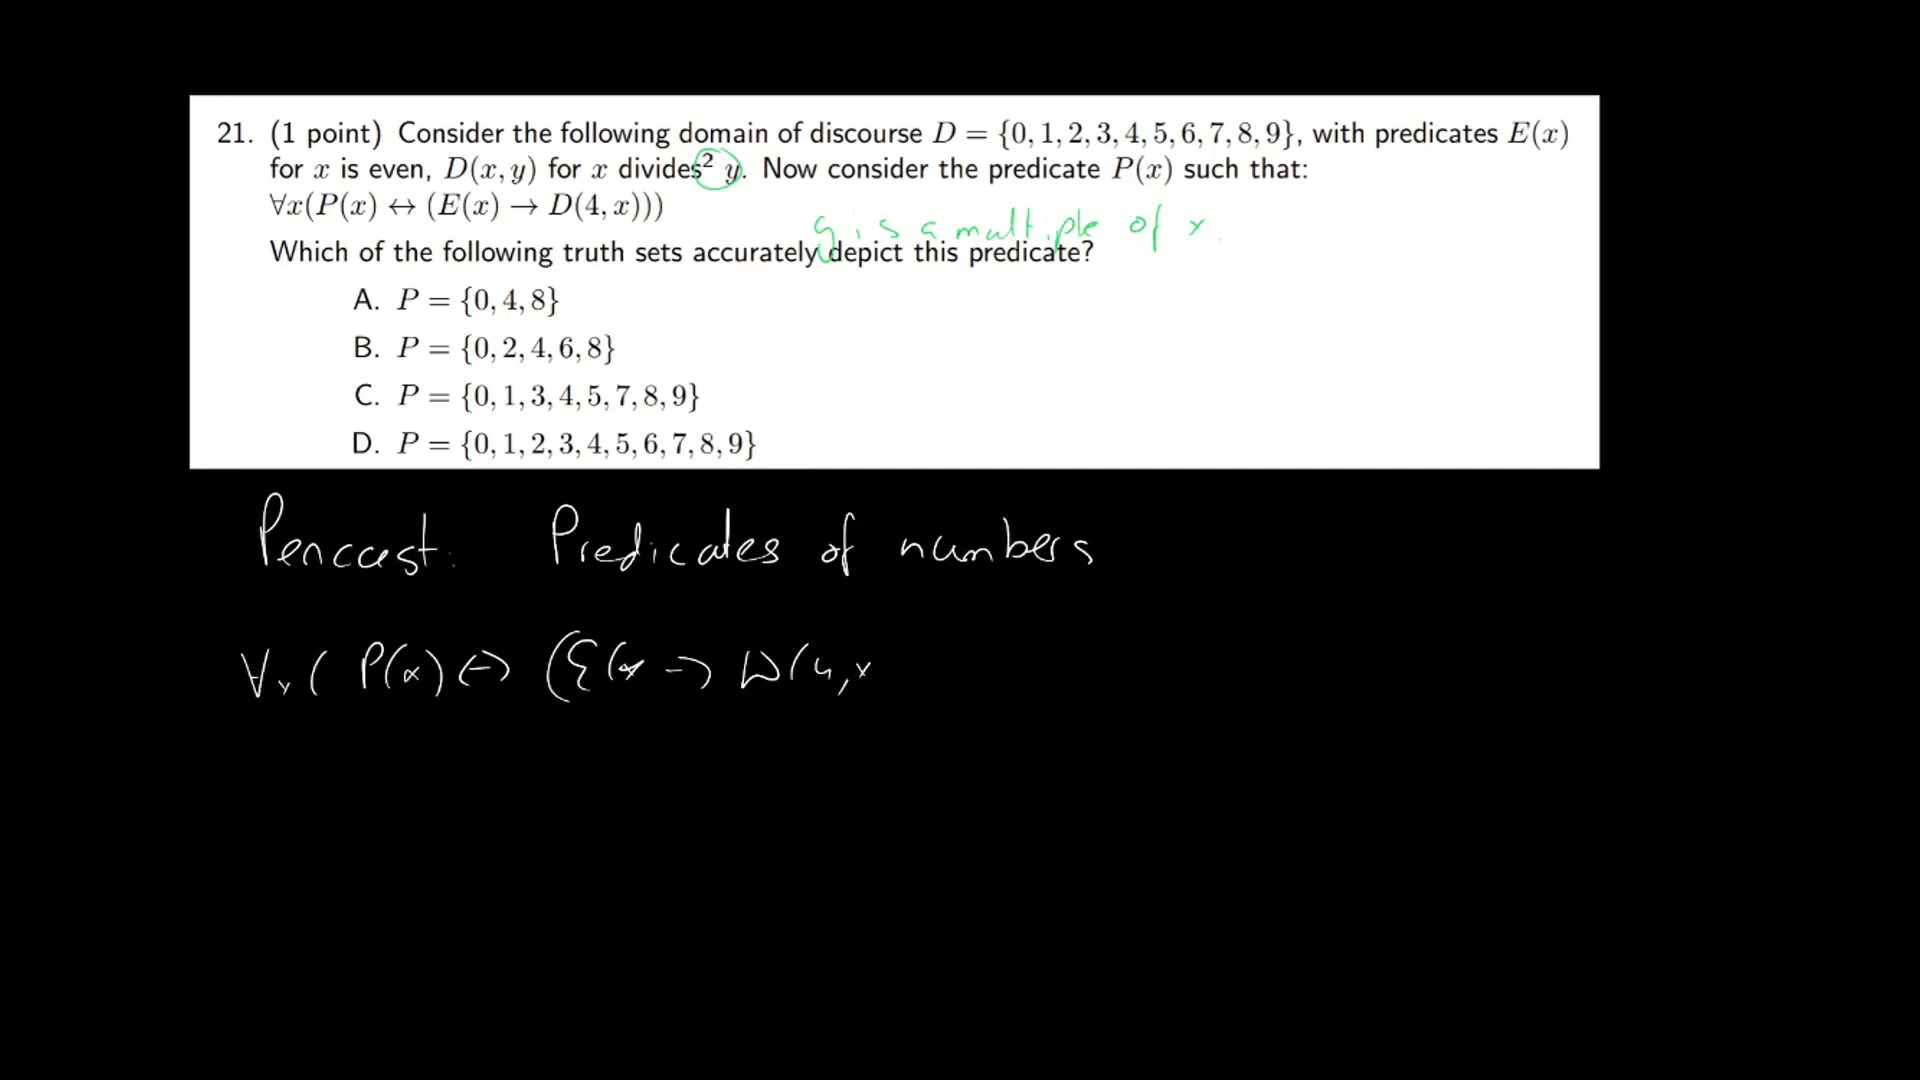 21. (1 point) Consider the following domain of discourse D = {0, 1, 2, 3, 4, 5, 6, 7, 8, 9}, with predicates E(x)
for x is even, D(x, y) for x divides² y. Now consider the predicate P(x) such that:
∀x(P(x) ↔ (E(x) → D(4, x)))
y is a multiple of x.
Which of the following truth sets accurately depict this predicate?
A. P = {0, 4, 8}
B. P = {0, 2, 4, 6, 8}
C. P = {0, 1, 3, 4, 5, 7, 8, 9}
D. P = {0, 1, 2, 3, 4, 5, 6, 7, 8, 9}
Pencast: Predicates of numbers
∀x( P(x) ↔ (E(x → D(4,x